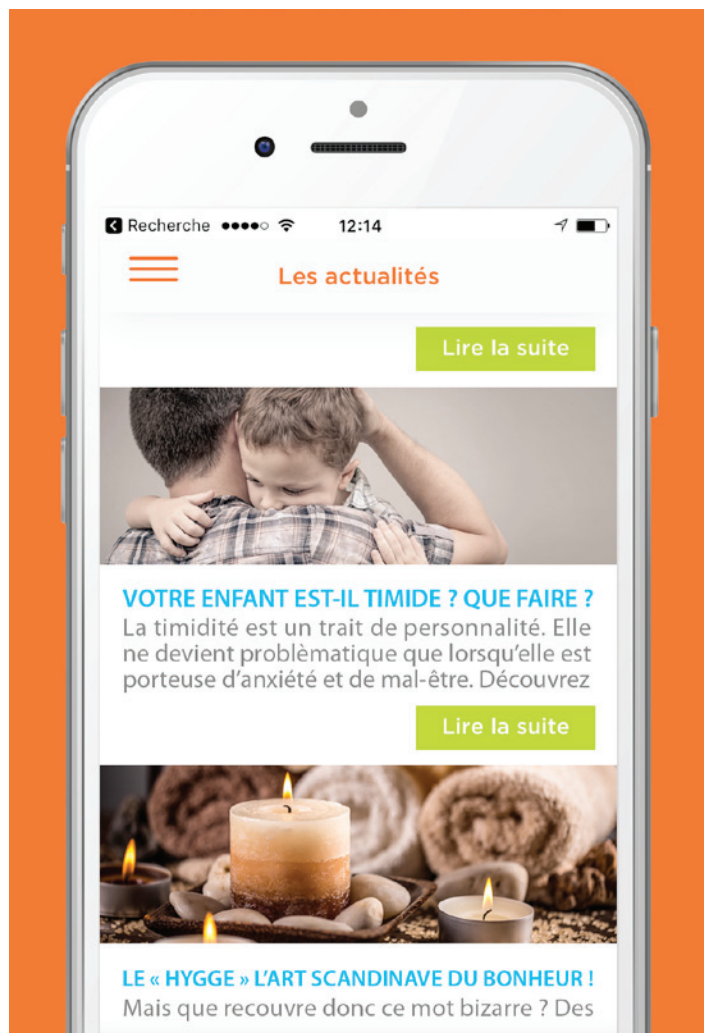 Recherche 12:14
Les actualités
Lire la suite
VOTRE ENFANT EST-IL TIMIDE ? QUE FAIRE ?
La timidité est un trait de personnalité. Elle
ne devient problèmatique que lorsqu’elle est
porteuse d’anxiété et de mal-être. Découvrez
Lire la suite
LE « HYGGE » L’ART SCANDINAVE DU BONHEUR !
Mais que recouvre donc ce mot bizarre ? Des